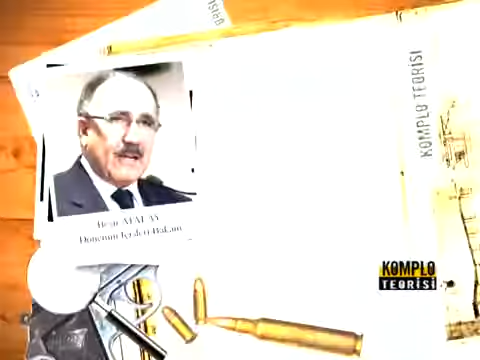 KOMPLO TEORİSİ
Beşir ATALAY
Dönemin İçişleri Bakanı
KOMPLO
TEORİSİ